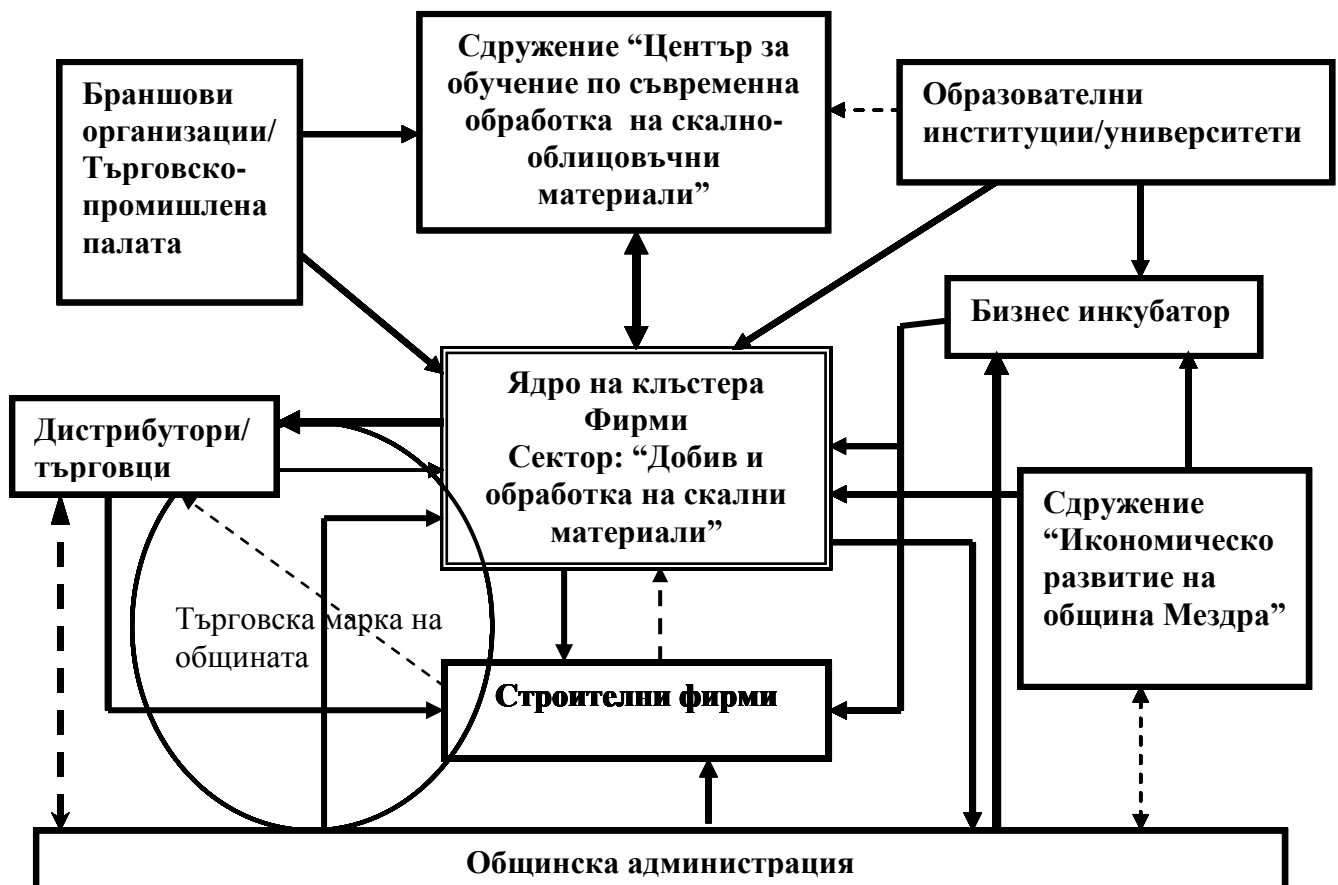 Браншови
организации/
Търговско-
промишлена
палата
Сдружение “Център за
обучение по съвременна
обработка на скално-
облицовъчни
материали”
Образователни
институции/университети
Бизнес инкубатор
Ядро на клъстера
Фирми
Сектор: “Добив и
обработка на скални
материали”
Дистрибутори/
търговци
Сдружение
“Икономическо
развитие на
община Мездра”
Търговска марка на
общината
Строителни фирми
Общинска администрация